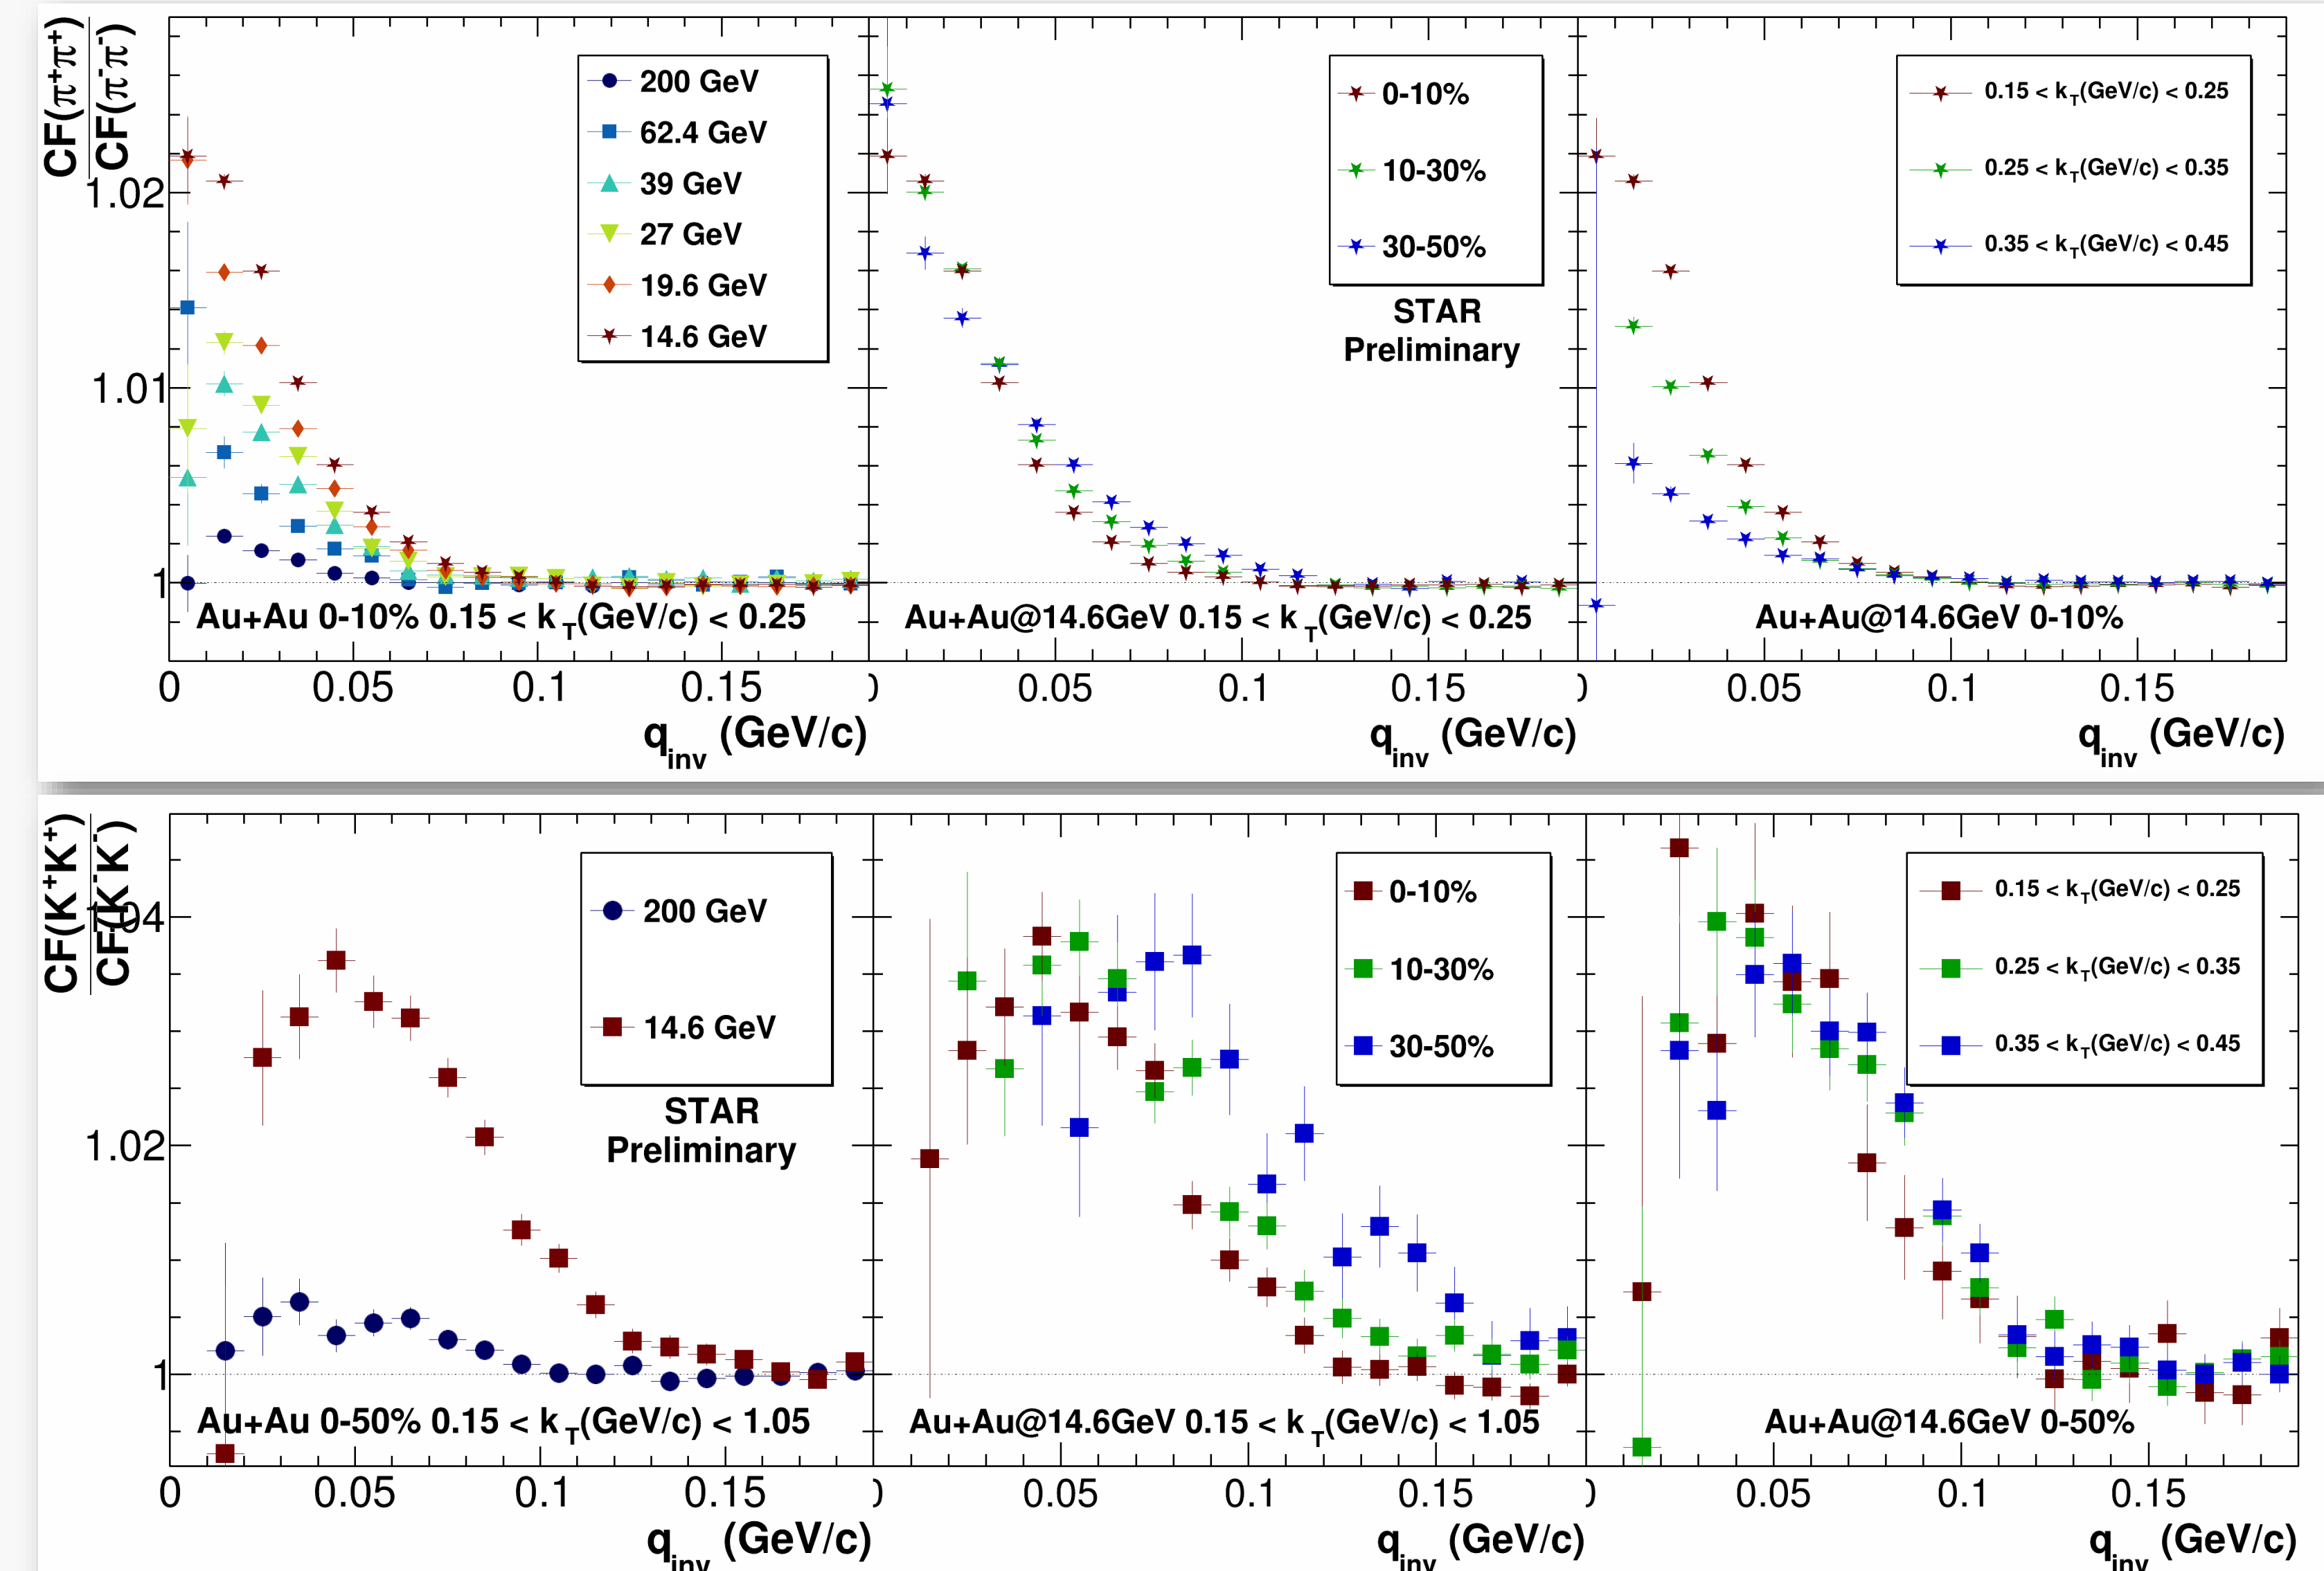 CF(π⁺π⁺)
CF(π⁻π⁻)
1.02
1.01
1
200 GeV
62.4 GeV
39 GeV
27 GeV
19.6 GeV
14.6 GeV
Au+Au 0-10% 0.15 < k_T(GeV/c) < 0.25
0 0.05 0.1 0.15
q_inv (GeV/c)
0-10%
10-30%
30-50%
STAR
Preliminary
Au+Au@14.6GeV 0.15 < k_T(GeV/c) < 0.25
0 0.05 0.1 0.15
q_inv (GeV/c)
0.15 < k_T(GeV/c) < 0.25
0.25 < k_T(GeV/c) < 0.35
0.35 < k_T(GeV/c) < 0.45
Au+Au@14.6GeV 0-10%
0 0.05 0.1 0.15
q_inv (GeV/c)
CF(K⁺K⁺)
CF(K⁻K⁻)
1.04
1.02
1
200 GeV
14.6 GeV
STAR
Preliminary
Au+Au 0-50% 0.15 < k_T(GeV/c) < 1.05
0 0.05 0.1 0.15
q_inv (GeV/c)
0-10%
10-30%
30-50%
Au+Au@14.6GeV 0.15 < k_T(GeV/c) < 1.05
0 0.05 0.1 0.15
q_inv (GeV/c)
0.15 < k_T(GeV/c) < 0.25
0.25 < k_T(GeV/c) < 0.35
0.35 < k_T(GeV/c) < 0.45
Au+Au@14.6GeV 0-50%
0 0.05 0.1 0.15
q_inv (GeV/c)